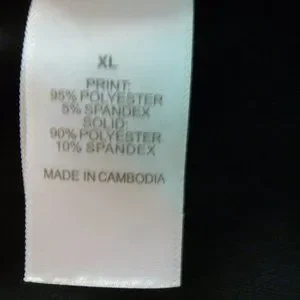 XL
PRINT:
95% POLYESTER
5% SPANDEX
SOLID:
90% POLYESTER
10% SPANDEX
MADE IN CAMBODIA